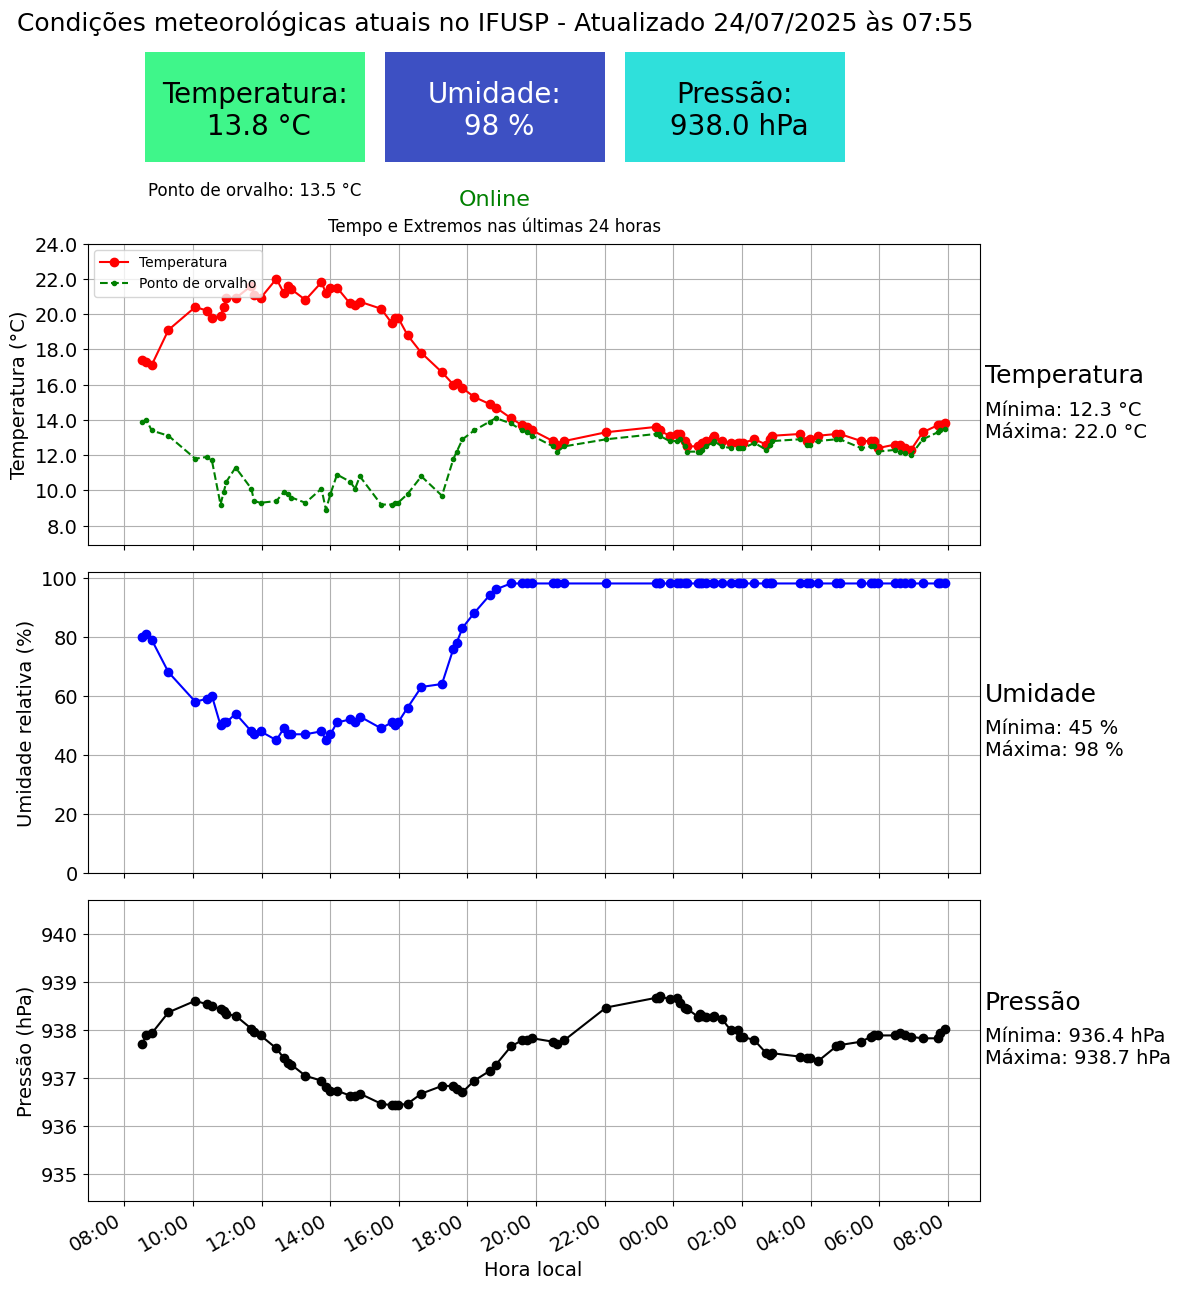 Condições meteorológicas atuais no IFUSP - Atualizado 24/07/2025 às 07:55
Temperatura:
13.8 °C
Umidade:
98 %
Pressão:
938.0 hPa
Ponto de orvalho: 13.5 °C
Online
Tempo e Extremos nas últimas 24 horas
Temperatura (°C)
24.0
22.0
20.0
18.0
16.0
14.0
12.0
10.0
8.0
Temperatura
Ponto de orvalho
Temperatura
Mínima: 12.3 °C
Máxima: 22.0 °C
Umidade relativa (%)
100
80
60
40
20
0
Umidade
Mínima: 45 %
Máxima: 98 %
Pressão (hPa)
940
939
938
937
936
935
Pressão
Mínima: 936.4 hPa
Máxima: 938.7 hPa
08:00
10:00
12:00
14:00
16:00
18:00
20:00
22:00
00:00
02:00
04:00
06:00
08:00
Hora local